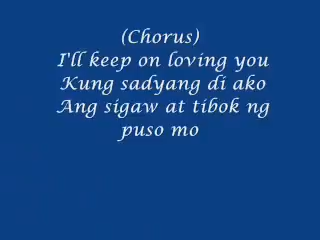 (Chorus)
I'll keep on loving you
Kung sadyang di ako
Ang sigaw at tibok ng
puso mo